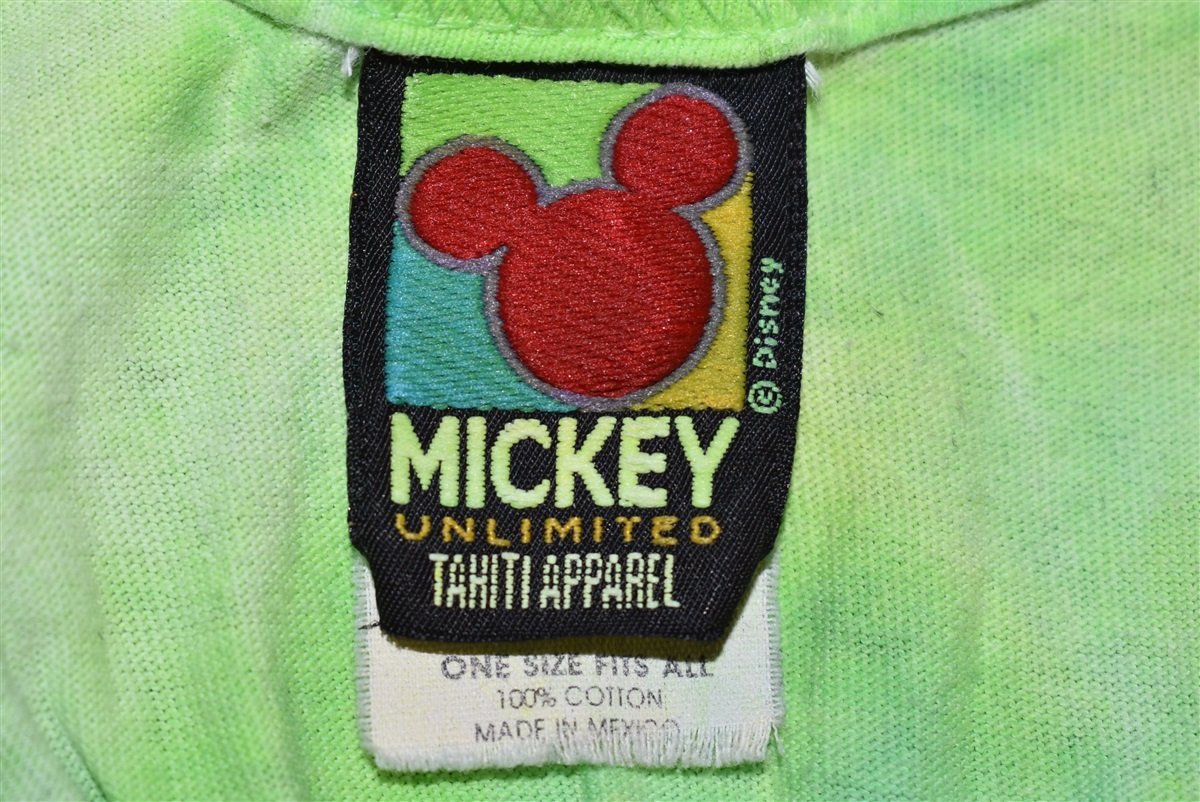 (c) Disney
MICKEY
UNLIMITED
TAHITI APPAREL
ONE SIZE FITS ALL
100% COTTON
MADE IN MEXICO